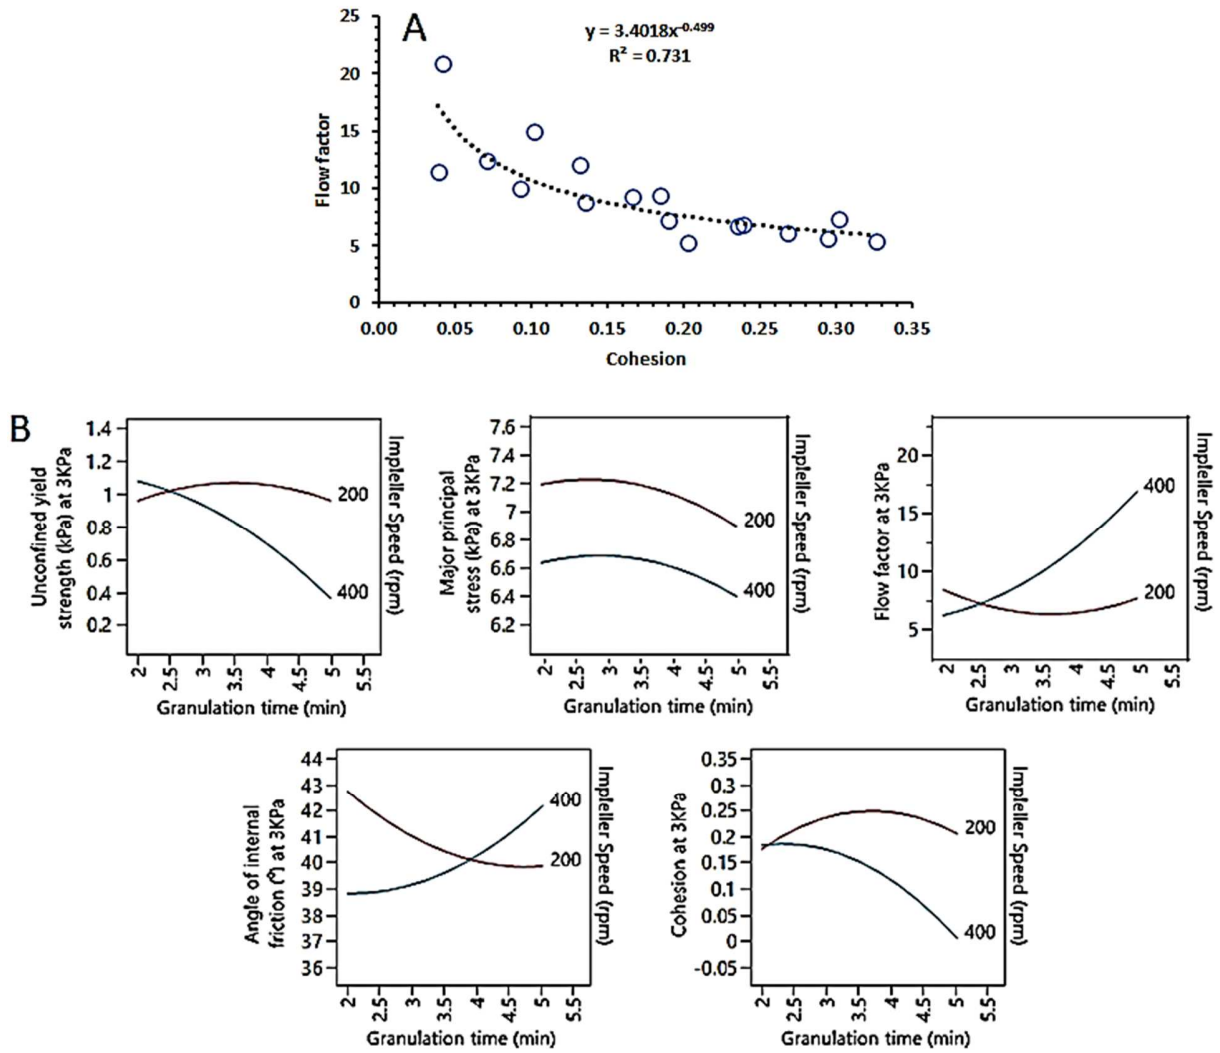 A
y = 3.4018x^-0.499
R² = 0.731
Flow factor
25
20
15
10
5
0
0.00 0.05 0.10 0.15 0.20 0.25 0.30 0.35
Cohesion
B
Unconfined yield
strength (kPa) at 3KPa
1.4
1.2
1
0.8
0.6
0.4
0.2
200
400
Impleller Speed (rpm)
2 2.5 3 3.5 4 4.5 5 5.5
Granulation time (min)
Major principal
stress (kPa) at 3KPa
7.6
7.4
7.2
7
6.8
6.6
6.4
6.2
200
400
Impleller Speed (rpm)
2 2.5 3 3.5 4 4.5 5 5.5
Granulation time (min)
Flow factor at 3KPa
20
15
10
5
400
200
Impleller Speed (rpm)
2 2.5 3 3.5 4 4.5 5 5.5
Granulation time (min)
Angle of internal
friction (°) at 3KPa
44
43
42
41
40
39
38
37
36
400
200
Impleller Speed (rpm)
2 2.5 3 3.5 4 4.5 5 5.5
Granulation time (min)
Cohesion at 3KPa
0.35
0.3
0.25
0.2
0.15
0.1
0.05
0
-0.05
200
400
Impleller Speed (rpm)
2 2.5 3 3.5 4 4.5 5 5.5
Granulation time (min)